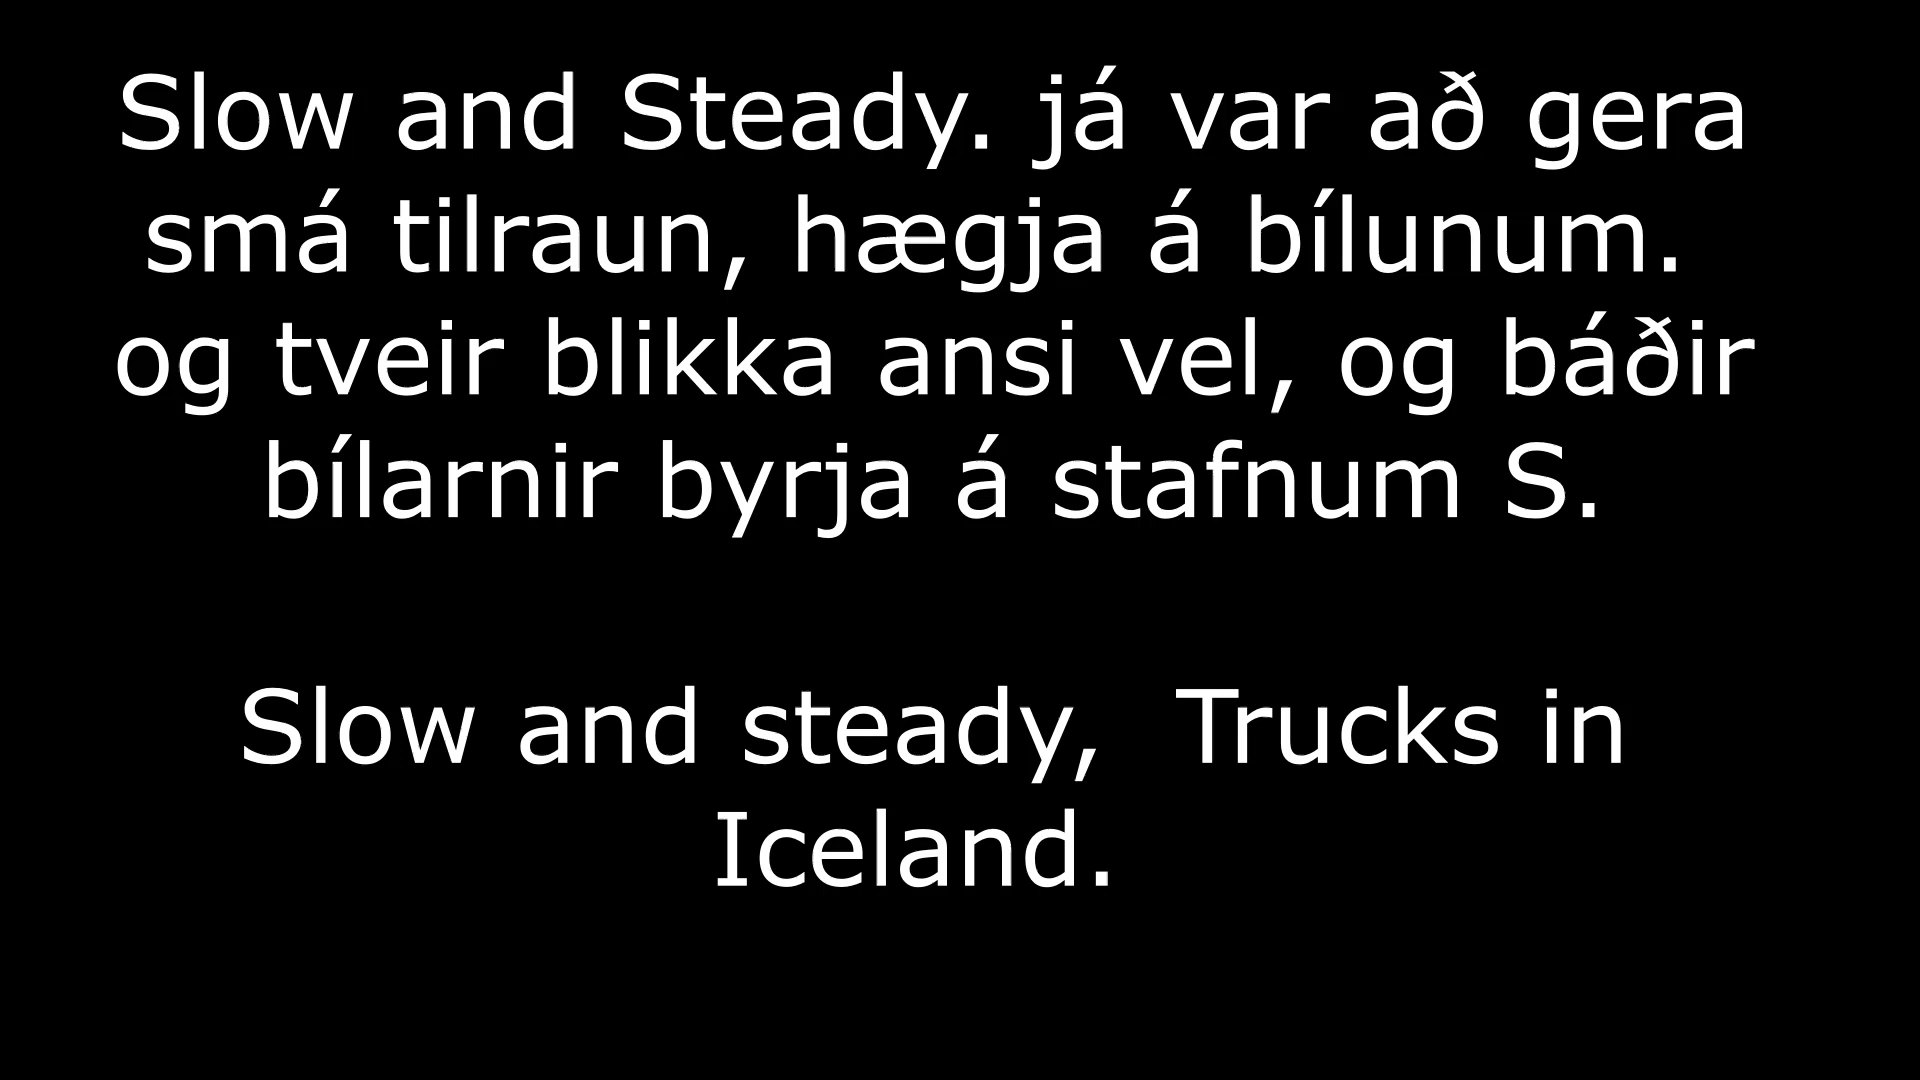 Slow and Steady. já var að gera
smá tilraun, hægja á bílunum.
og tveir blikka ansi vel, og báðir
bílarnir byrja á stafnum S.
Slow and steady,  Trucks in
Iceland.